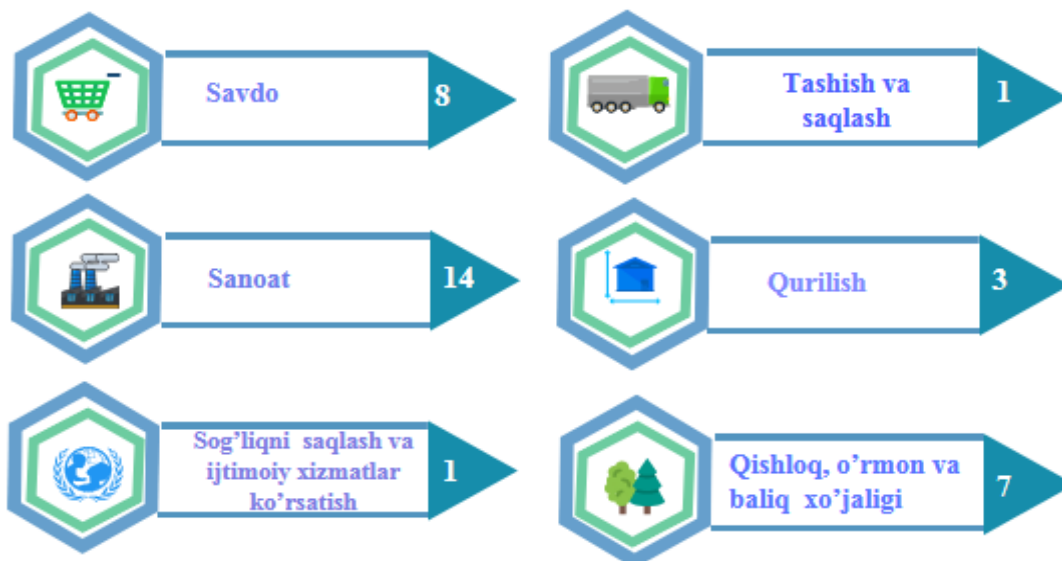 Savdo
8
Tashish va
saqlash
1
Sanoat
14
Qurilish
3
Sog’liqni saqlash va
ijtimoiy xizmatlar
ko’rsatish
1
Qishloq, o’rmon va
baliq xo’jaligi
7